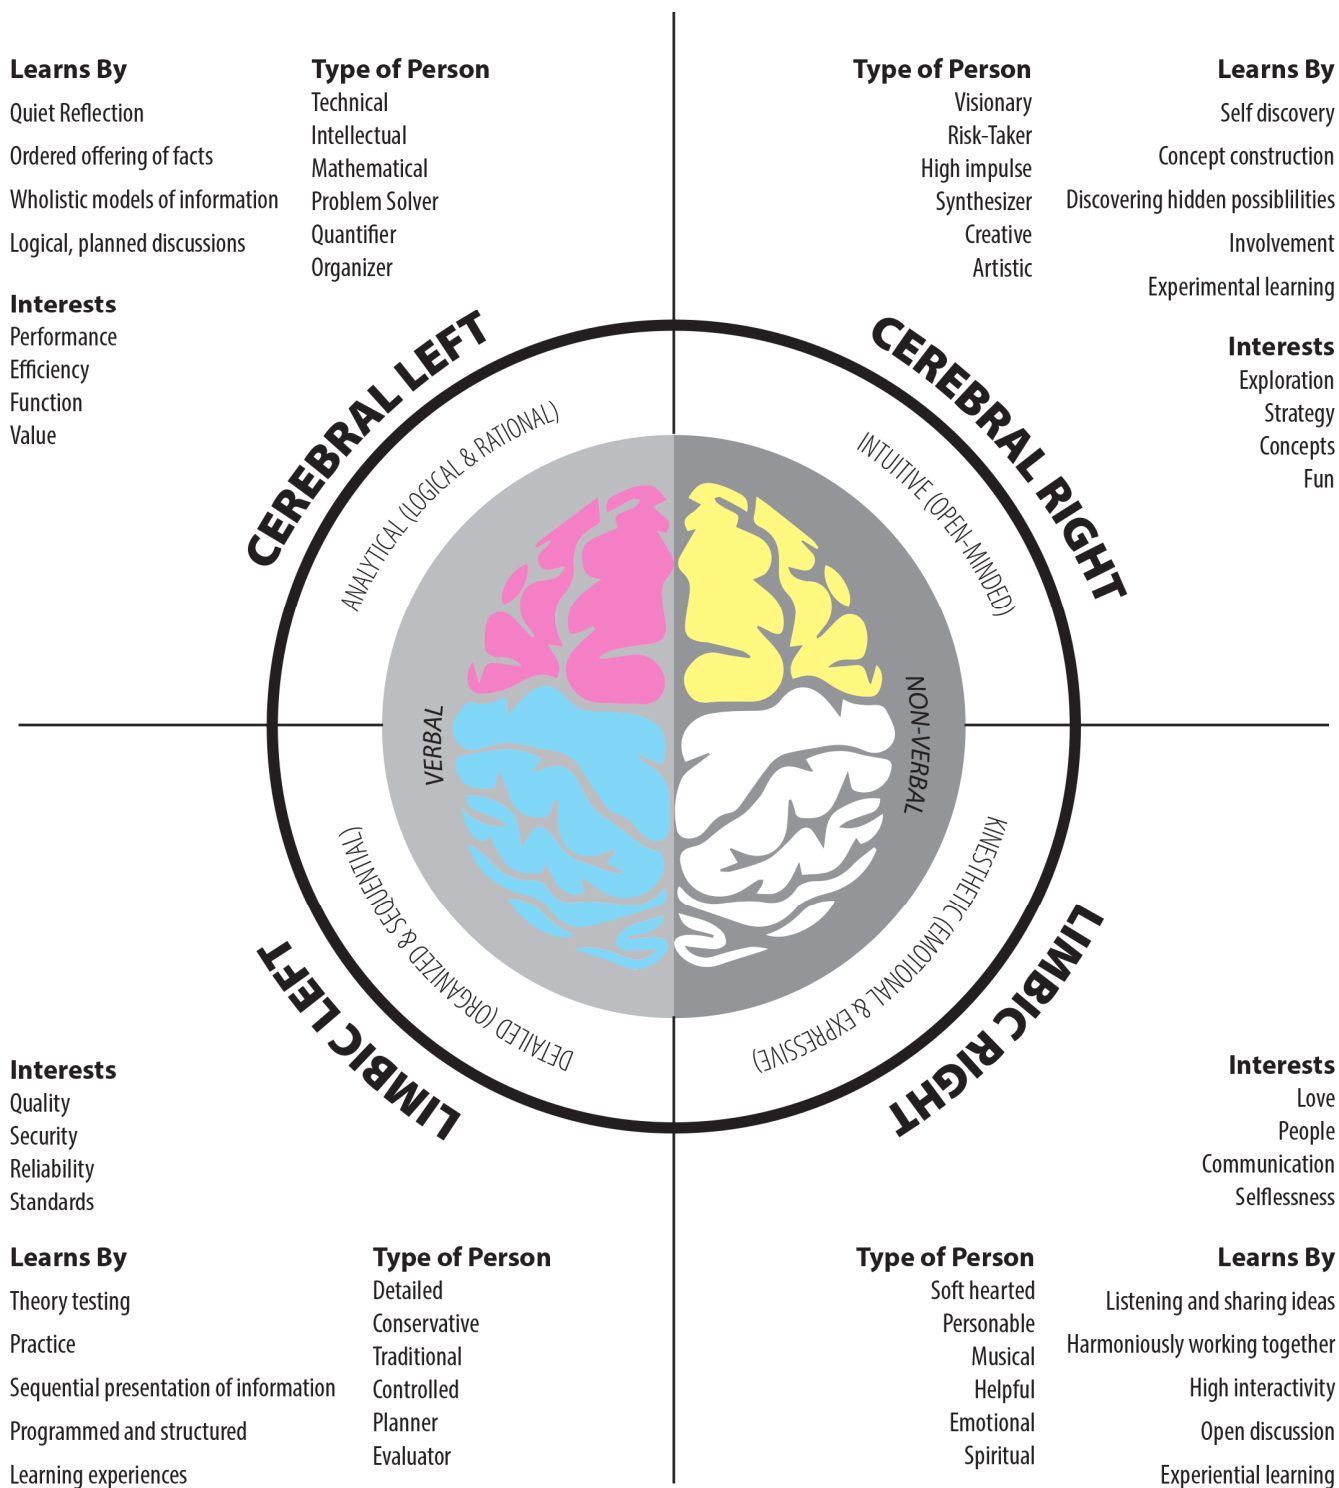 Learns By
Quiet Reflection
Ordered offering of facts
Wholistic models of information
Logical, planned discussions
Type of Person
Technical
Intellectual
Mathematical
Problem Solver
Quantifier
Organizer
Interests
Performance
Efficiency
Function
Value
Type of Person
Visionary
Risk-Taker
High impulse
Synthesizer
Creative
Artistic
Learns By
Self discovery
Concept construction
Discovering hidden possiblilities
Involvement
Experimental learning
Interests
Exploration
Strategy
Concepts
Fun
CEREBRAL LEFT
ANALYTICAL (LOGICAL & RATIONAL)
CEREBRAL RIGHT
INTUITIVE (OPEN-MINDED)
VERBAL
NON-VERBAL
DETAILED (ORGANIZED & SEQUENTIAL)
LIMBIC LEFT
KINESTHETIC (EMOTIONAL & EXPRESSIVE)
LIMBIC RIGHT
Interests
Quality
Security
Reliability
Standards
Learns By
Theory testing
Practice
Sequential presentation of information
Programmed and structured
Learning experiences
Type of Person
Detailed
Conservative
Traditional
Controlled
Planner
Evaluator
Interests
Love
People
Communication
Selflessness
Type of Person
Soft hearted
Personable
Musical
Helpful
Emotional
Spiritual
Learns By
Listening and sharing ideas
Harmoniously working together
High interactivity
Open discussion
Experiential learning